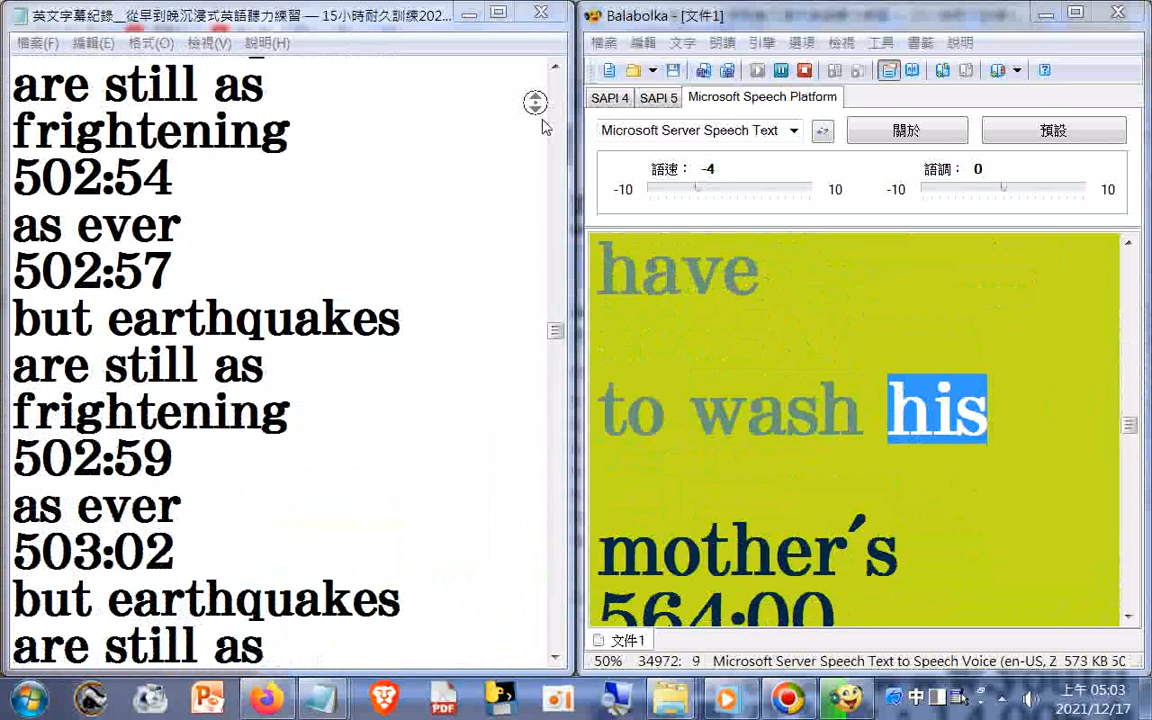 英文字幕紀錄__從早到晚沉浸式英語聽力練習 — 15小時耐久訓練202...
檔案(F) 編輯(E) 格式(O) 檢視(V) 說明(H)
are still as
frightening
502:54
as ever
502:57
but earthquakes
are still as
frightening
502:59
as ever
503:02
but earthquakes
are still as
Balabolka - [文件1]
檔案 編輯 文字 朗讀 引擎 選項 檢視 工具 書籤 說明
SAPI 4 SAPI 5 Microsoft Speech Platform
Microsoft Server Speech Text 關於 預設
語速： -4 語調： 0
-10 10 -10 10
have
to wash his
mother´s
564:00
文件1
50% 34972: 9 Microsoft Server Speech Text to Speech Voice (en-US, Z 573 KB 50
PDF
中
上午 05:03
2021/12/17